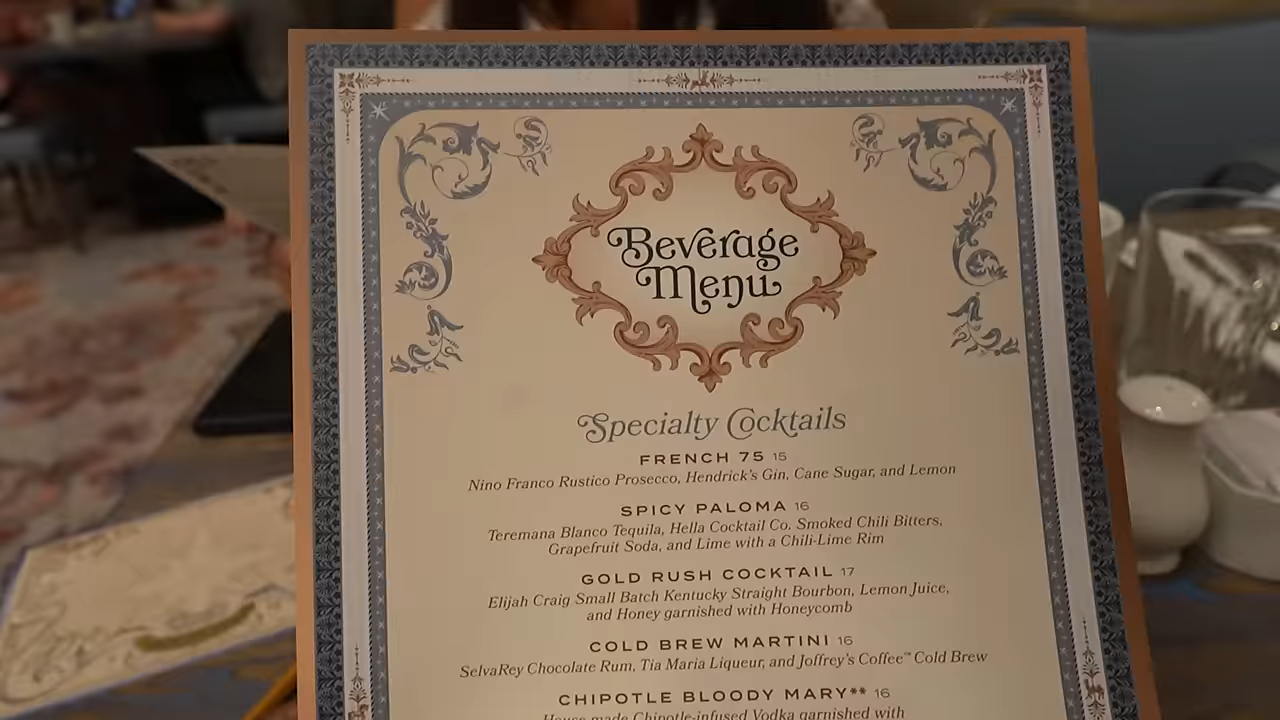 Beverage
Menu
Specialty Cocktails
FRENCH 75 15
Nino Franco Rustico Prosecco, Hendrick's Gin, Cane Sugar, and Lemon
SPICY PALOMA 16
Teremana Blanco Tequila, Hella Cocktail Co. Smoked Chili Bitters,
Grapefruit Soda, and Lime with a Chili-Lime Rim
GOLD RUSH COCKTAIL 17
Elijah Craig Small Batch Kentucky Straight Bourbon, Lemon Juice,
and Honey garnished with Honeycomb
COLD BREW MARTINI 16
SelvaRey Chocolate Rum, Tia Maria Liqueur, and Joffrey's Coffee™ Cold Brew
CHIPOTLE BLOODY MARY** 16
House-made Chipotle-infused Vodka garnished with